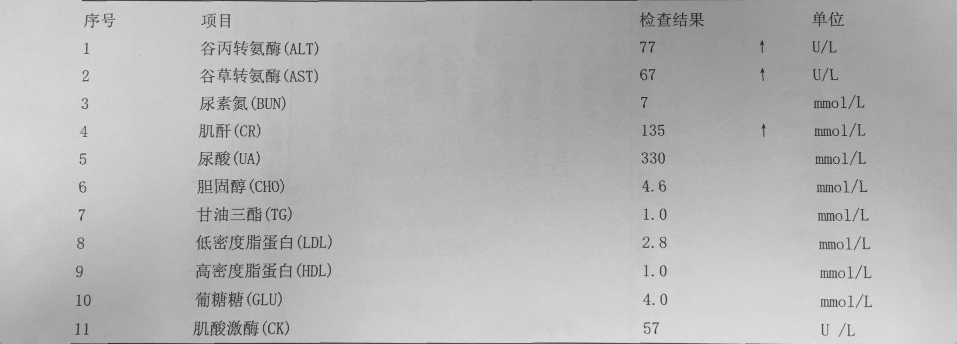 序号 项目 检查结果 单位
1 谷丙转氨酶(ALT) 77 ↑ U/L
2 谷草转氨酶(AST) 67 ↑ U/L
3 尿素氮(BUN) 7 mmol/L
4 肌酐(CR) 135 ↑ mmol/L
5 尿酸(UA) 330 mmol/L
6 胆固醇(CHO) 4.6 mmol/L
7 甘油三酯(TG) 1.0 mmol/L
8 低密度脂蛋白(LDL) 2.8 mmol/L
9 高密度脂蛋白(HDL) 1.0 mmol/L
10 葡糖糖(GLU) 4.0 mmol/L
11 肌酸激酶(CK) 57 U /L